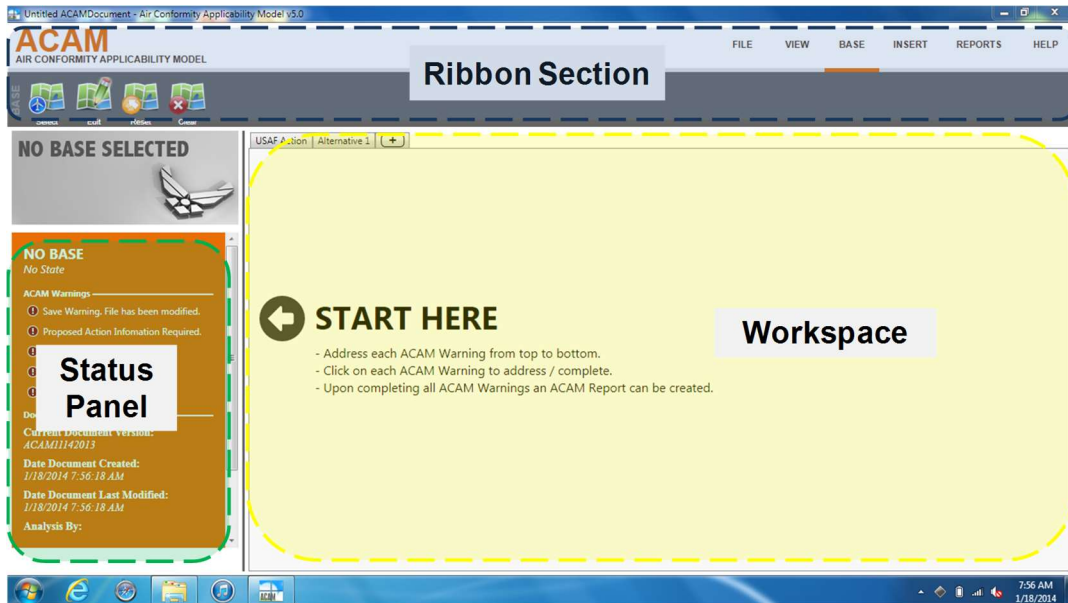 Untitled ACAMDocument - Air Conformity Applicability Model v5.0
ACAM
AIR CONFORMITY APPLICABILITY MODEL
FILE VIEW BASE INSERT REPORTS HELP
Ribbon Section
BASE
Select Edit Reset Clear
NO BASE SELECTED
USAF Action Alternative 1 +
NO BASE
No State
ACAM Warnings
Save Warning. File has been modified.
Proposed Action Infomation Required.
Status
Panel
Current Document Version:
ACAM11142013
Date Document Created:
1/18/2014 7:56:18 AM
Date Document Last Modified:
1/18/2014 7:56:18 AM
Analysis By:
START HERE
- Address each ACAM Warning from top to bottom.
- Click on each ACAM Warning to address / complete.
- Upon completing all ACAM Warnings an ACAM Report can be created.
Workspace
ACAM
7:56 AM
1/18/2014